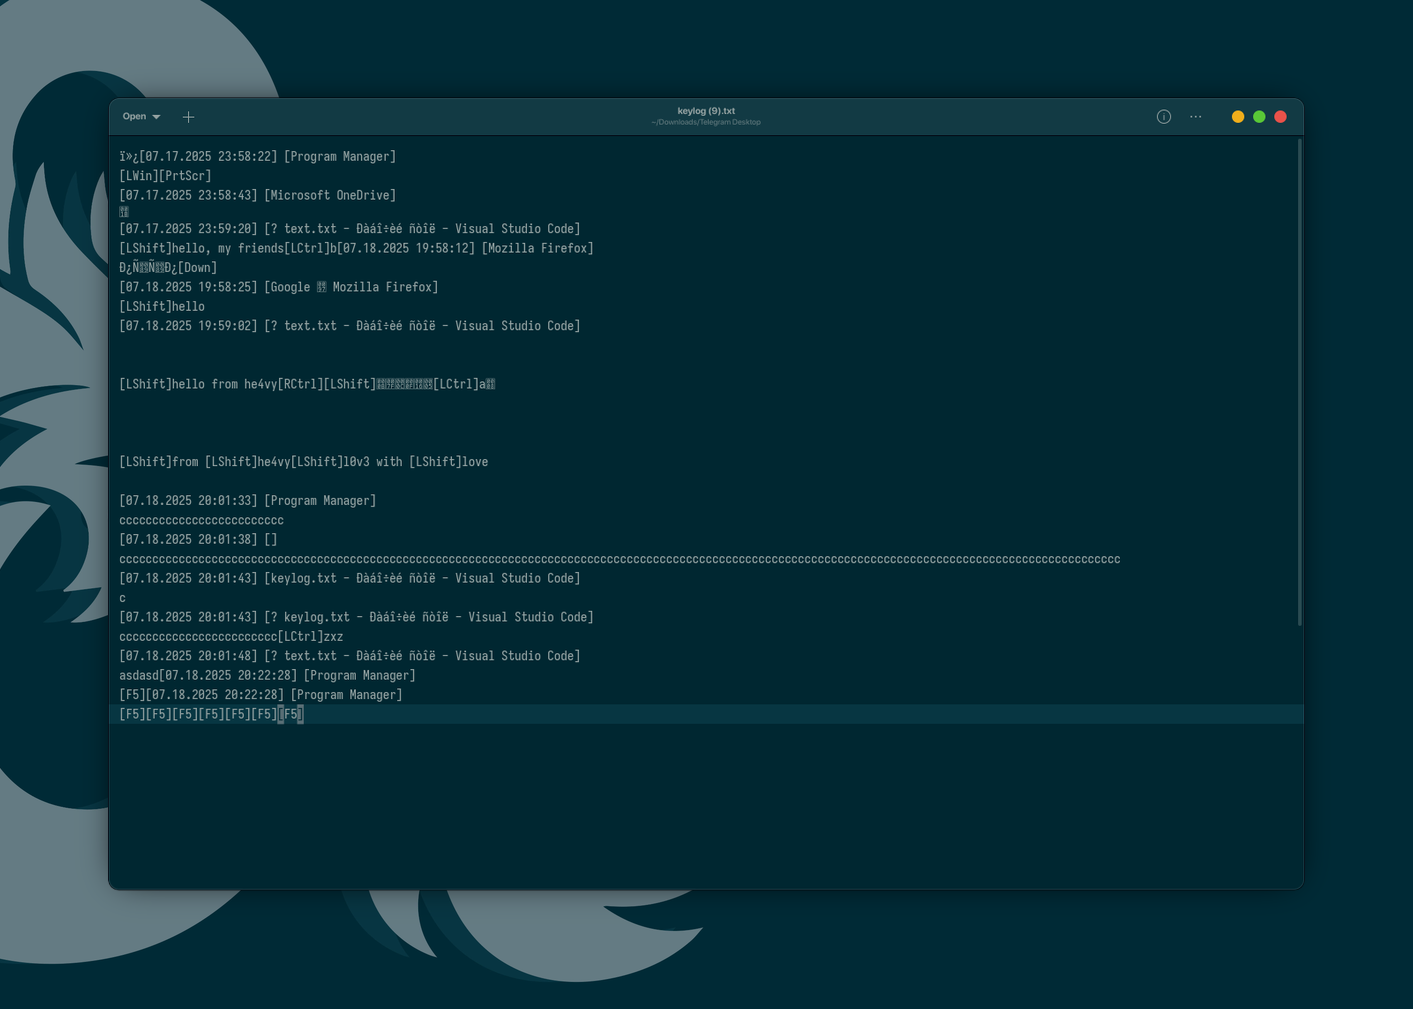 Open
keylog (9).txt
~/Downloads/Telegram Desktop
ï»¿[07.17.2025 23:58:22] [Program Manager]
[LWin][PrtScr]
[07.17.2025 23:58:43] [Microsoft OneDrive]
[07.17.2025 23:59:20] [? text.txt – Ðàáî÷èé ñòîë – Visual Studio Code]
[LShift]hello, my friends[LCtrl]b[07.18.2025 19:58:12] [Mozilla Firefox]
Ð¿ÑÑÐ¿[Down]
[07.18.2025 19:58:25] [Google Mozilla Firefox]
[LShift]hello
[07.18.2025 19:59:02] [? text.txt – Ðàáî÷èé ñòîë – Visual Studio Code]
[LShift]hello from he4vy[RCtrl][LShift][LCtrl]a
[LShift]from [LShift]he4vy[LShift]l0v3 with [LShift]love
[07.18.2025 20:01:33] [Program Manager]
ccccccccccccccccccccccccc
[07.18.2025 20:01:38] []
cccccccccccccccccccccccccccccccccccccccccccccccccccccccccccccccccccccccccccccccccccccccccccccccccccccccccccccccccccccccccccccccccccccccccccccccccccccccc
[07.18.2025 20:01:43] [keylog.txt – Ðàáî÷èé ñòîë – Visual Studio Code]
c
[07.18.2025 20:01:43] [? keylog.txt – Ðàáî÷èé ñòîë – Visual Studio Code]
cccccccccccccccccccccccc[LCtrl]zxz
[07.18.2025 20:01:48] [? text.txt – Ðàáî÷èé ñòîë – Visual Studio Code]
asdasd[07.18.2025 20:22:28] [Program Manager]
[F5][07.18.2025 20:22:28] [Program Manager]
[F5][F5][F5][F5][F5][F5][F5]